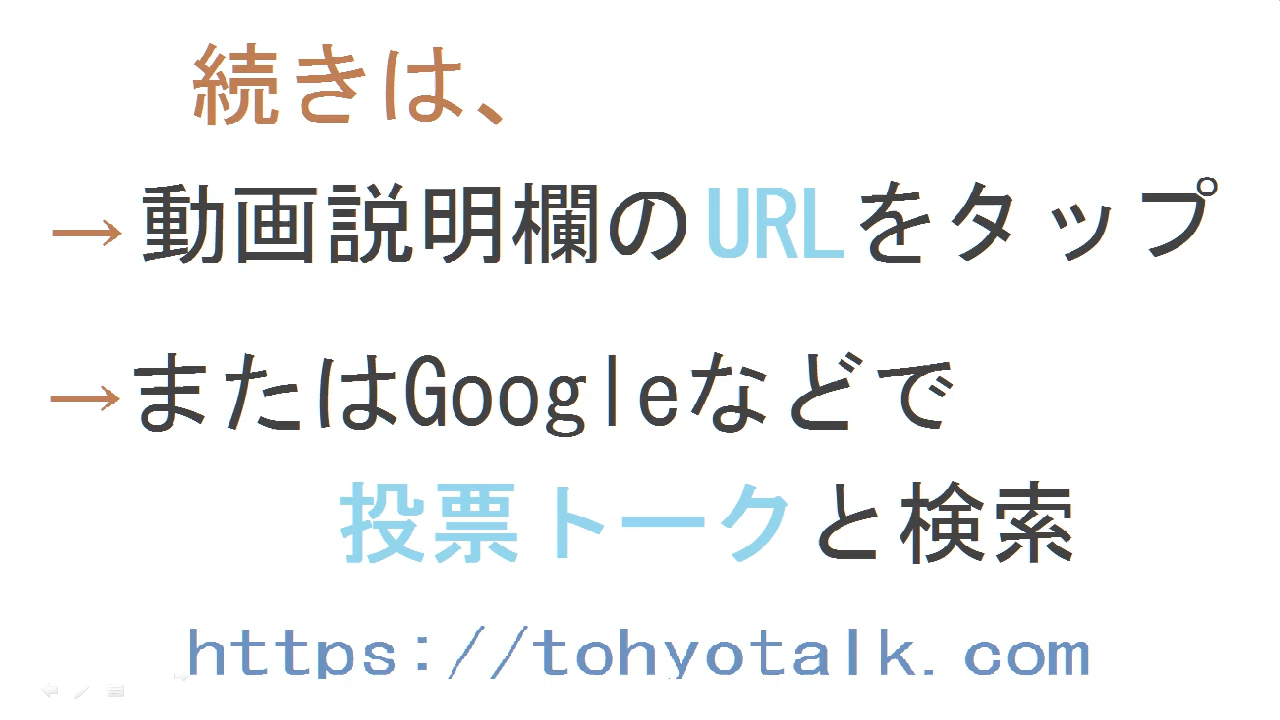 続きは、
→動画説明欄のURLをタップ
→またはGoogleなどで
投票トークと検索
https://tohyotalk.com